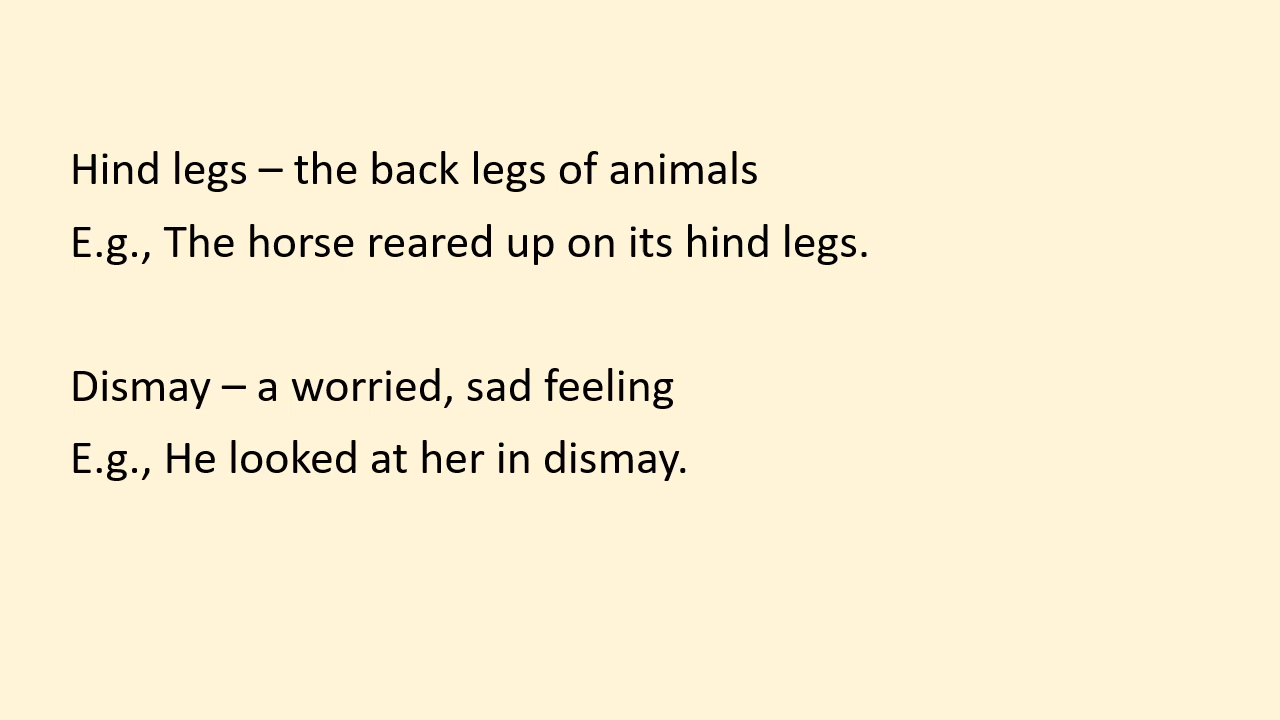 Hind legs – the back legs of animals
E.g., The horse reared up on its hind legs.
Dismay – a worried, sad feeling
E.g., He looked at her in dismay.